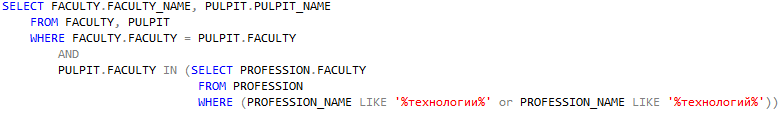 SELECT FACULTY.FACULTY_NAME, PULPIT.PULPIT_NAME
FROM FACULTY, PULPIT
WHERE FACULTY.FACULTY = PULPIT.FACULTY
AND
PULPIT.FACULTY IN (SELECT PROFESSION.FACULTY
FROM PROFESSION
WHERE (PROFESSION_NAME LIKE '%технологии%' or PROFESSION_NAME LIKE '%технологий%'))